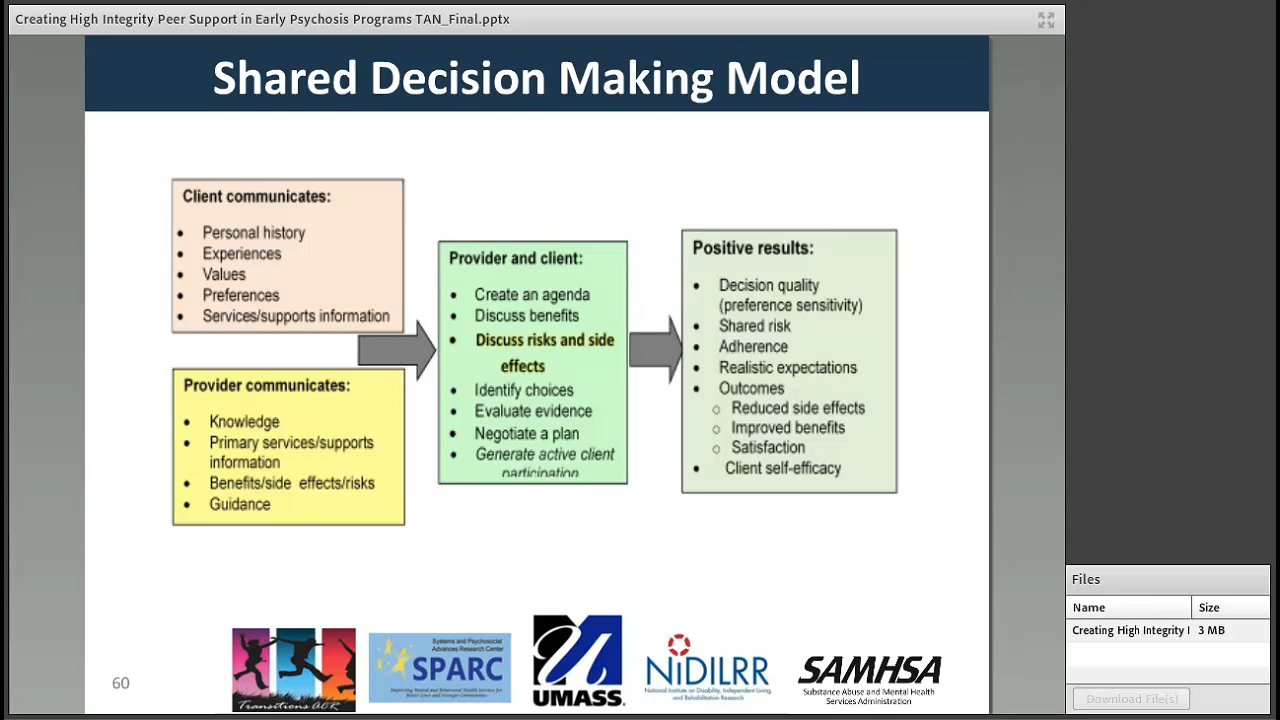 Creating High Integrity Peer Support in Early Psychosis Programs TAN_Final.pptx
Shared Decision Making Model
Client communicates:
• Personal history
• Experiences
• Values
• Preferences
• Services/supports information
Provider communicates:
• Knowledge
• Primary services/supports
information
• Benefits/side effects/risks
• Guidance
Provider and client:
• Create an agenda
• Discuss benefits
• Discuss risks and side
effects
• Identify choices
• Evaluate evidence
• Negotiate a plan
• Generate active client
participation
Positive results:
• Decision quality
(preference sensitivity)
• Shared risk
• Adherence
• Realistic expectations
• Outcomes
o Reduced side effects
o Improved benefits
o Satisfaction
• Client self-efficacy
60
Transitions ACR
Systems and Psychosocial
Advances Research Center
SPARC
UMASS
NIDILRR
National Institute on Disability, Independent Living,
and Rehabilitation Research
SAMHSA
Substance Abuse and Mental Health
Services Administration
Files
Name Size
Creating High Integrity 3 MB
Download File(s)